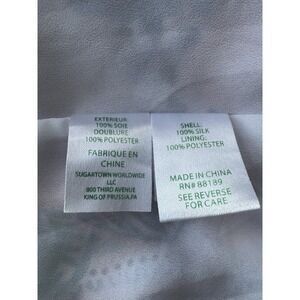 EXTERIEUR:
100% SOIE
DOUBLURE
100% POLYESTER
FABRIQUE EN
CHINE
SUGARTOWN WORLDWIDE
LLC
800 THIRD AVENUE
KING OF PRUSSIA,PA
SHELL:
100% SILK
LINING:
100% POLYESTER
MADE IN CHINA
RN# 88189
SEE REVERSE
FOR CARE